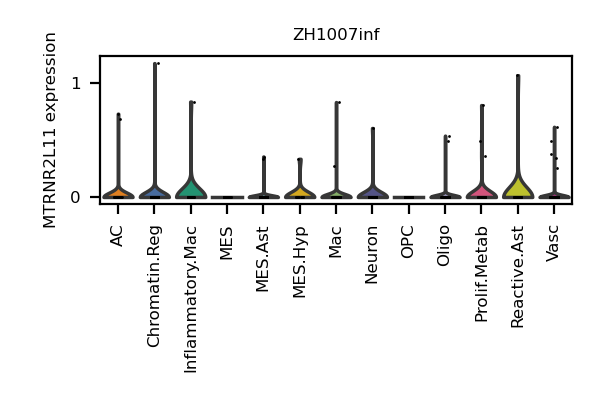 ZH1007inf
MTRNR2L11 expression
1
0
AC
Chromatin.Reg
Inflammatory.Mac
MES
MES.Ast
MES.Hyp
Mac
Neuron
OPC
Oligo
Prolif.Metab
Reactive.Ast
Vasc